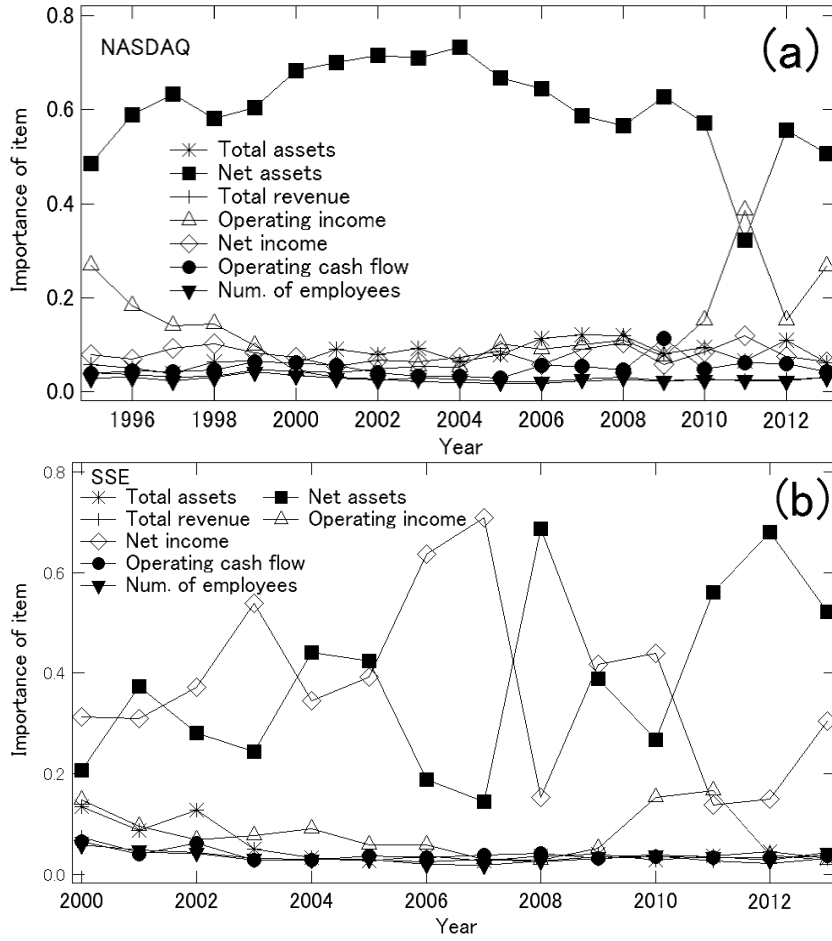 0.8
NASDAQ
(a)
0.6
Total assets
Net assets
Total revenue
Operating income
Net income
Operating cash flow
Num. of employees
0.4
0.2
0.0
Importance of item
1996 1998 2000 2002 2004 2006 2008 2010 2012
Year
0.8
SSE
(b)
Total assets Net assets
Total revenue Operating income
Net income
Operating cash flow
Num. of employees
0.6
0.4
0.2
0.0
Importance of item
2000 2002 2004 2006 2008 2010 2012
Year